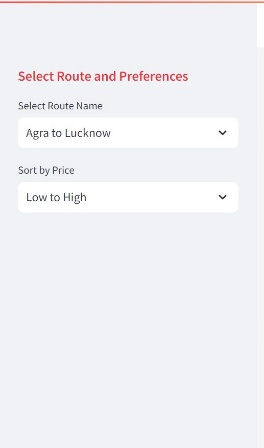 Select Route and Preferences
Select Route Name
Agra to Lucknow
Sort by Price
Low to High